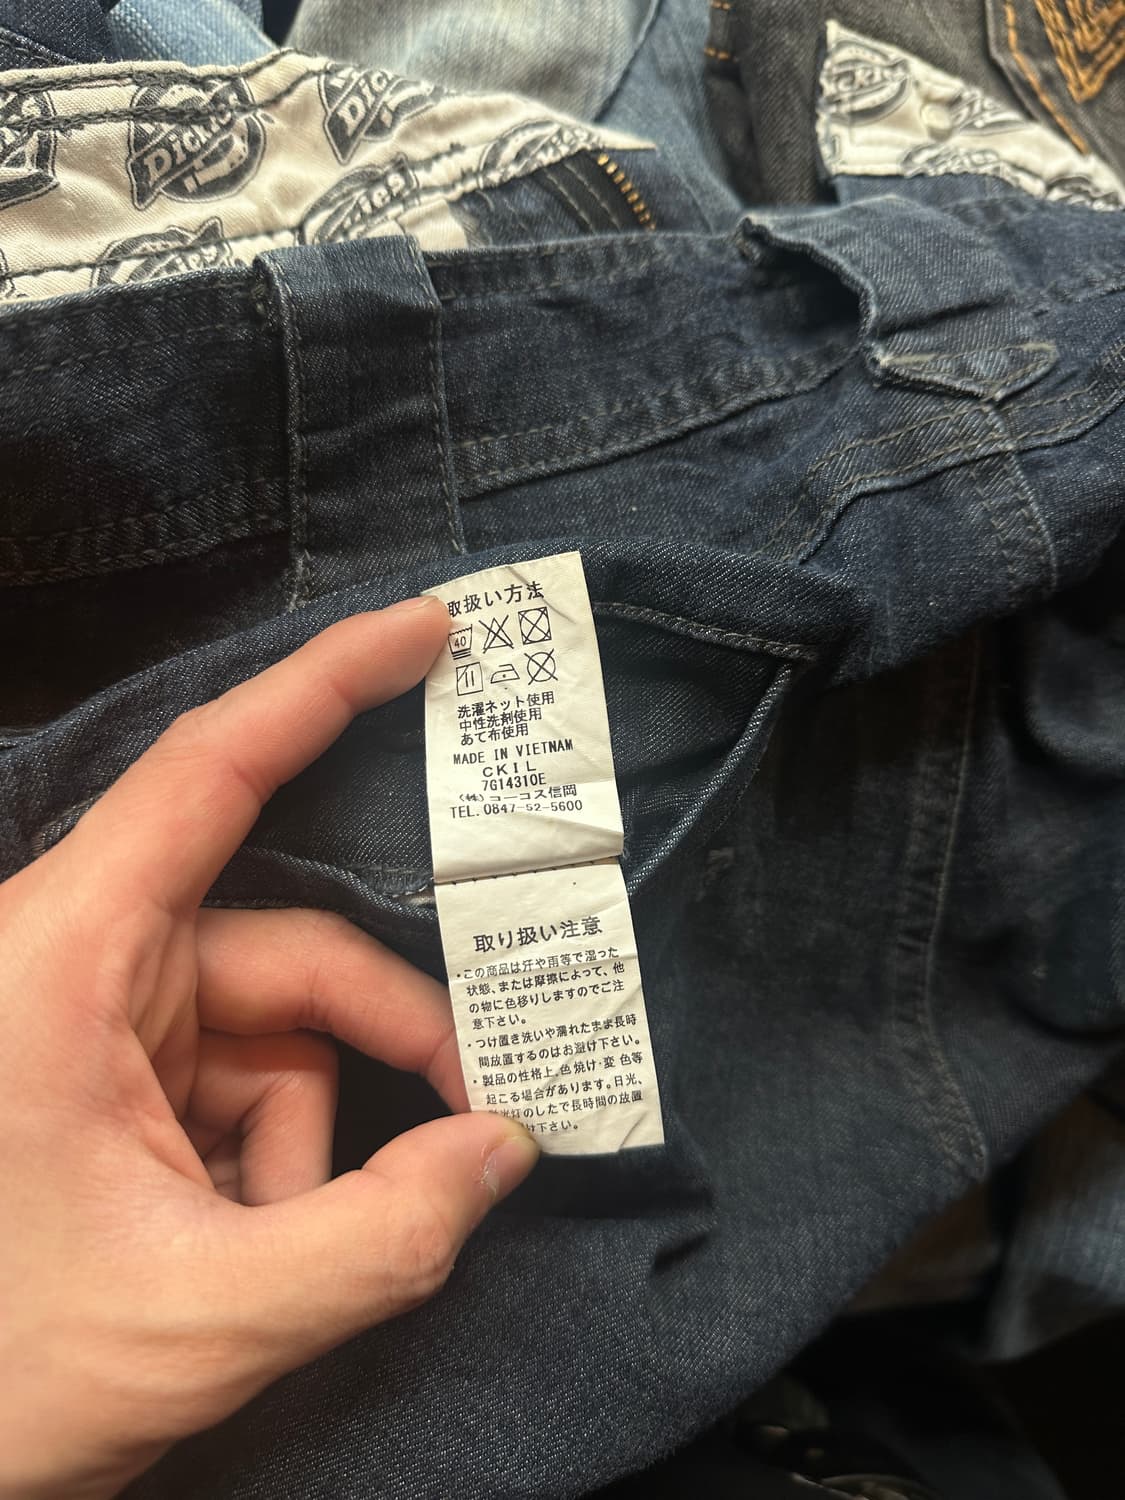 Dickies
Dickies
Dickies
取扱い方法
40
洗濯ネット使用
中性洗剤使用
あて布使用
MADE IN VIETNAM
CKIL
7G14310E
(株)コーコス信岡
TEL.0847-52-5600
取り扱い注意
・この商品は汗や雨等で湿った
状態、または摩擦によって、他
の物に色移りしますのでご注
意下さい。
・つけ置き洗いや濡れたまま長時
間放置するのはお避け下さい。
・製品の性格上、色焼け・変色等
起こる場合があります。日光、
光灯のしたで長時間の放置
け下さい。